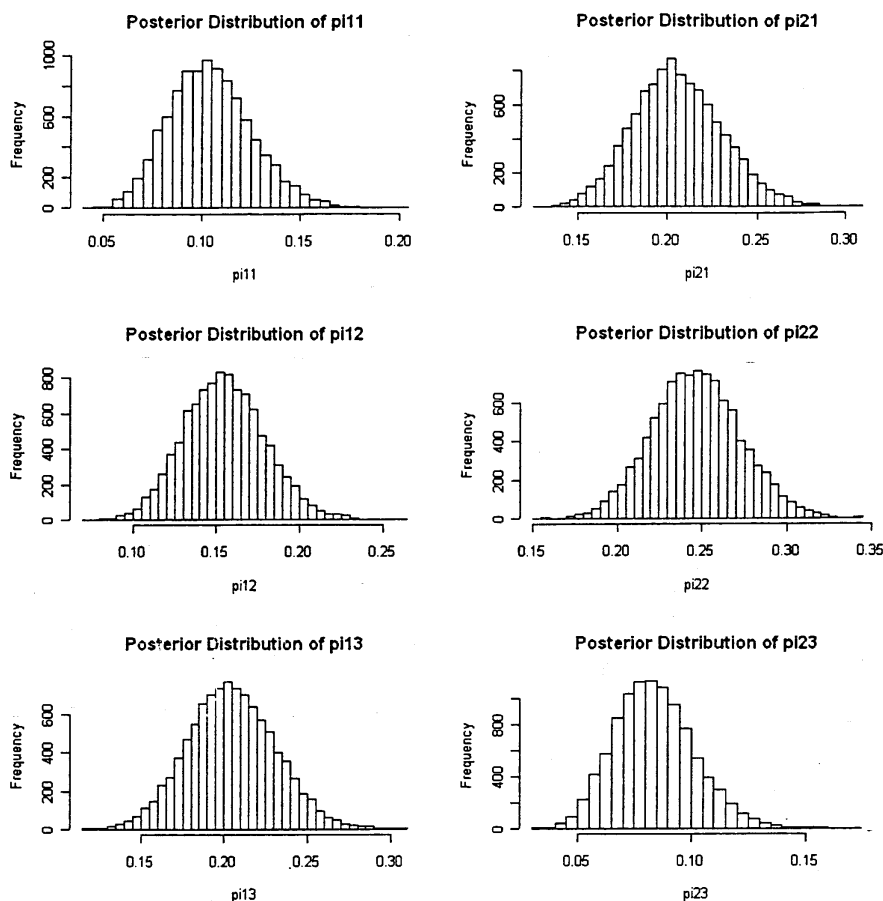 Posterior Distribution of pi11
Frequency
0 200 600 1000
0.05 0.10 0.15 0.20
pi11
Posterior Distribution of pi21
Frequency
0 200 600
0.15 0.20 0.25 0.30
pi21
Posterior Distribution of pi12
Frequency
0 200 400 600 800
0.10 0.15 0.20 0.25
pi12
Posterior Distribution of pi22
Frequency
0 200 400 600
0.15 0.20 0.25 0.30 0.35
pi22
Posterior Distribution of pi13
Frequency
0 200 400 600
0.15 0.20 0.25 0.30
pi13
Posterior Distribution of pi23
Frequency
0 400 800
0.05 0.10 0.15
pi23